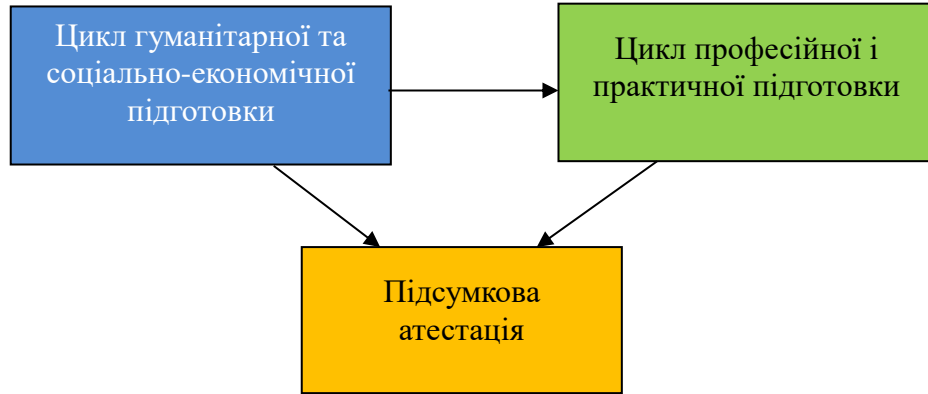 Цикл гуманітарної та
соціально-економічної
підготовки
Цикл професійної і
практичної підготовки
Підсумкова
атестація